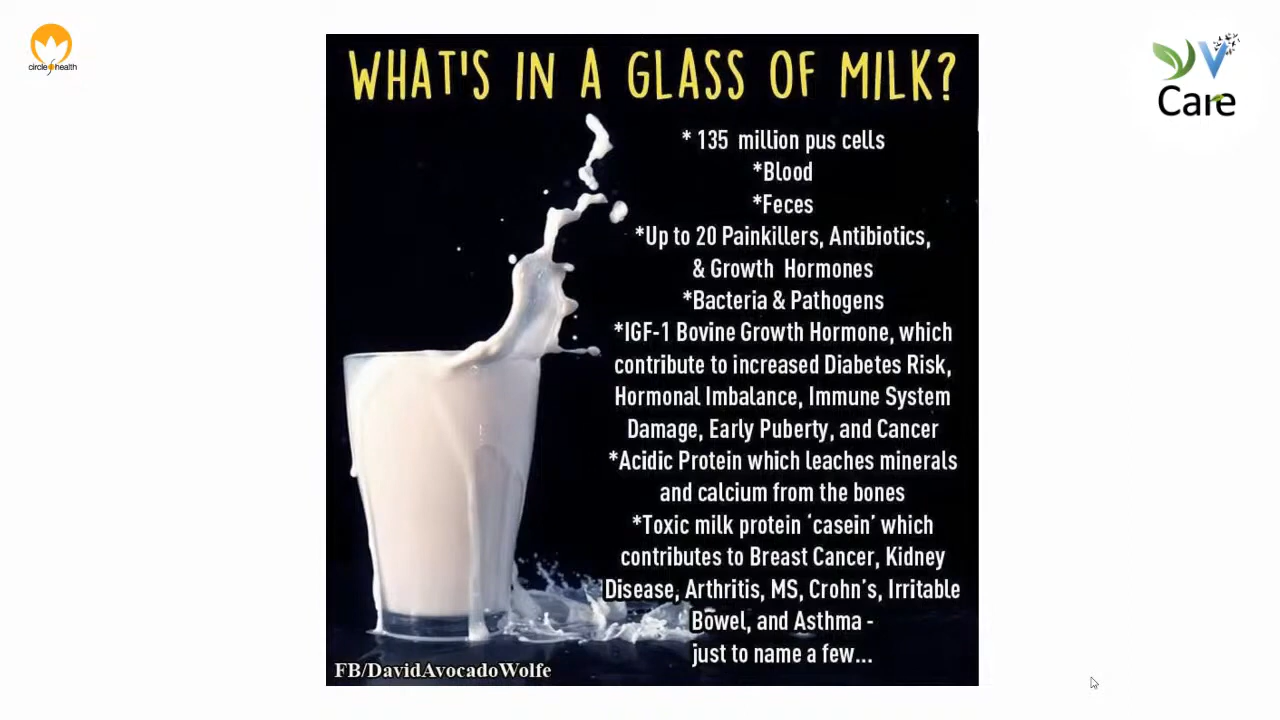 circle health
V
Care
WHAT'S IN A GLASS OF MILK?
* 135 million pus cells
*Blood
*Feces
*Up to 20 Painkillers, Antibiotics,
& Growth Hormones
*Bacteria & Pathogens
*IGF-1 Bovine Growth Hormone, which
contribute to increased Diabetes Risk,
Hormonal Imbalance, Immune System
Damage, Early Puberty, and Cancer
*Acidic Protein which leaches minerals
and calcium from the bones
*Toxic milk protein ‘casein’ which
contributes to Breast Cancer, Kidney
Disease, Arthritis, MS, Crohn's, Irritable
Bowel, and Asthma -
just to name a few...
FB/DavidAvocadoWolfe